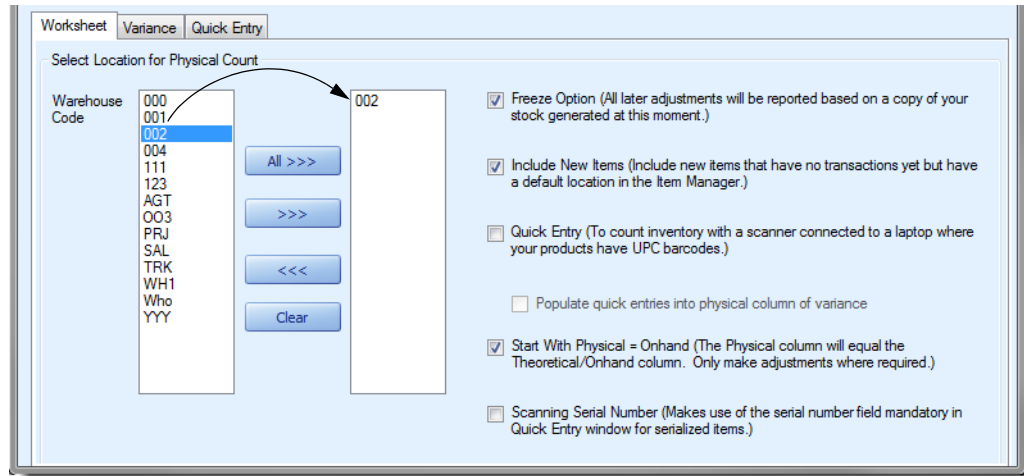 Worksheet Variance Quick Entry
Select Location for Physical Count
Warehouse
Code
000
001
002
004
111
123
AGT
OO3
PRJ
SAL
TRK
WH1
Who
YYY
All >>>
>>>
<<<
Clear
002
Freeze Option (All later adjustments will be reported based on a copy of your
stock generated at this moment.)
Include New Items (Include new items that have no transactions yet but have
a default location in the Item Manager.)
Quick Entry (To count inventory with a scanner connected to a laptop where
your products have UPC barcodes.)
Populate quick entries into physical column of variance
Start With Physical = Onhand (The Physical column will equal the
Theoretical/Onhand column.  Only make adjustments where required.)
Scanning Serial Number (Makes use of the serial number field mandatory in
Quick Entry window for serialized items.)